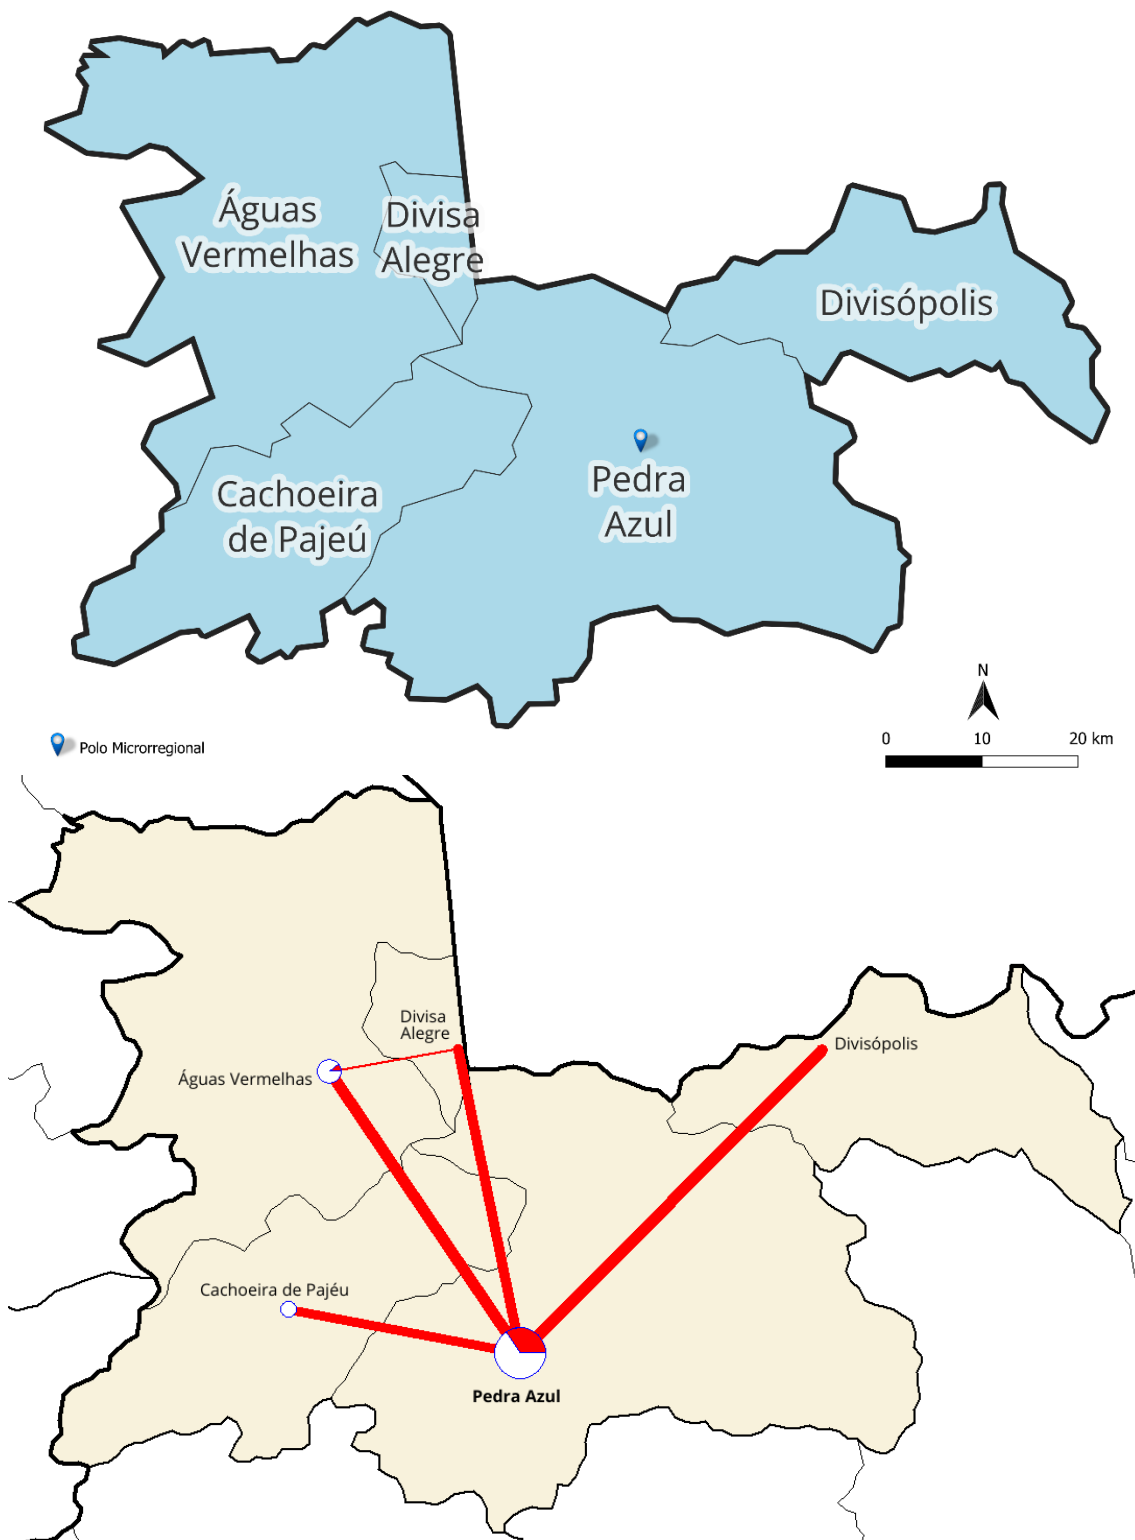 Águas
Vermelhas
Divisa
Alegre
Divisópolis
Pedra
Azul
Cachoeira
de Pajeú
N
0 10 20 km
Polo Microrregional
Divisa
Alegre
Divisópolis
Águas Vermelhas
Cachoeira de Pajéu
Pedra Azul